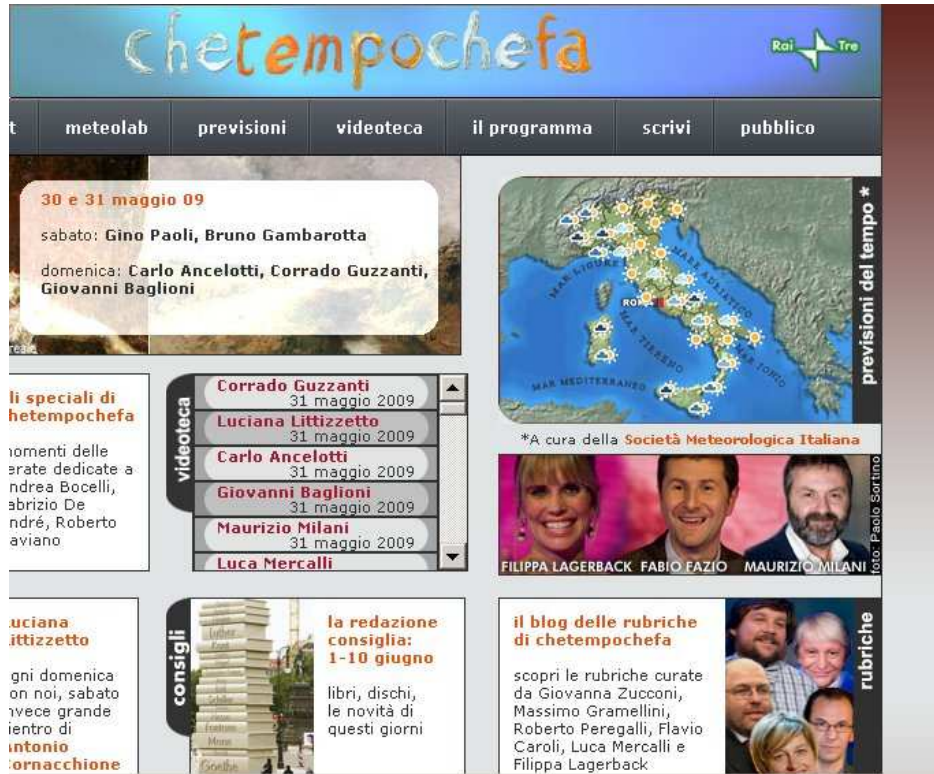 chetempochefa
Rai Tre
t meteolab previsioni videoteca il programma scrivi pubblico
30 e 31 maggio 09
sabato: Gino Paoli, Bruno Gambarotta
domenica: Carlo Ancelotti, Corrado Guzzanti,
Giovanni Baglioni
reale
previsioni del tempo *
MAR LIGURE
MARE ADRIATICO
ROMA
MAR TIRRENO
MAR IONIO
MAR MEDITERRANEO
*A cura della Società Meteorologica Italiana
li speciali di
hetempochefa
nomenti delle
erate dedicate a
ndrea Bocelli,
abrizio De
ndré, Roberto
aviano
videoteca
Corrado Guzzanti
31 maggio 2009
Luciana Littizzetto
31 maggio 2009
Carlo Ancelotti
31 maggio 2009
Giovanni Baglioni
31 maggio 2009
Maurizio Milani
31 maggio 2009
Luca Mercalli
FILIPPA LAGERBACK FABIO FAZIO MAURIZIO MILANI
foto: Paolo Sortino
uciana
ittizzetto
gni domenica
on noi, sabato
nvece grande
ientro di
Antonio
Cornacchione
consigli
Luther
Goethe
la redazione
consiglia:
1-10 giugno
libri, dischi,
le novità di
questi giorni
il blog delle rubriche
di chetempochefa
scopri le rubriche curate
da Giovanna Zucconi,
Massimo Gramellini,
Roberto Peregalli, Flavio
Caroli, Luca Mercalli e
Filippa Lagerback
rubriche